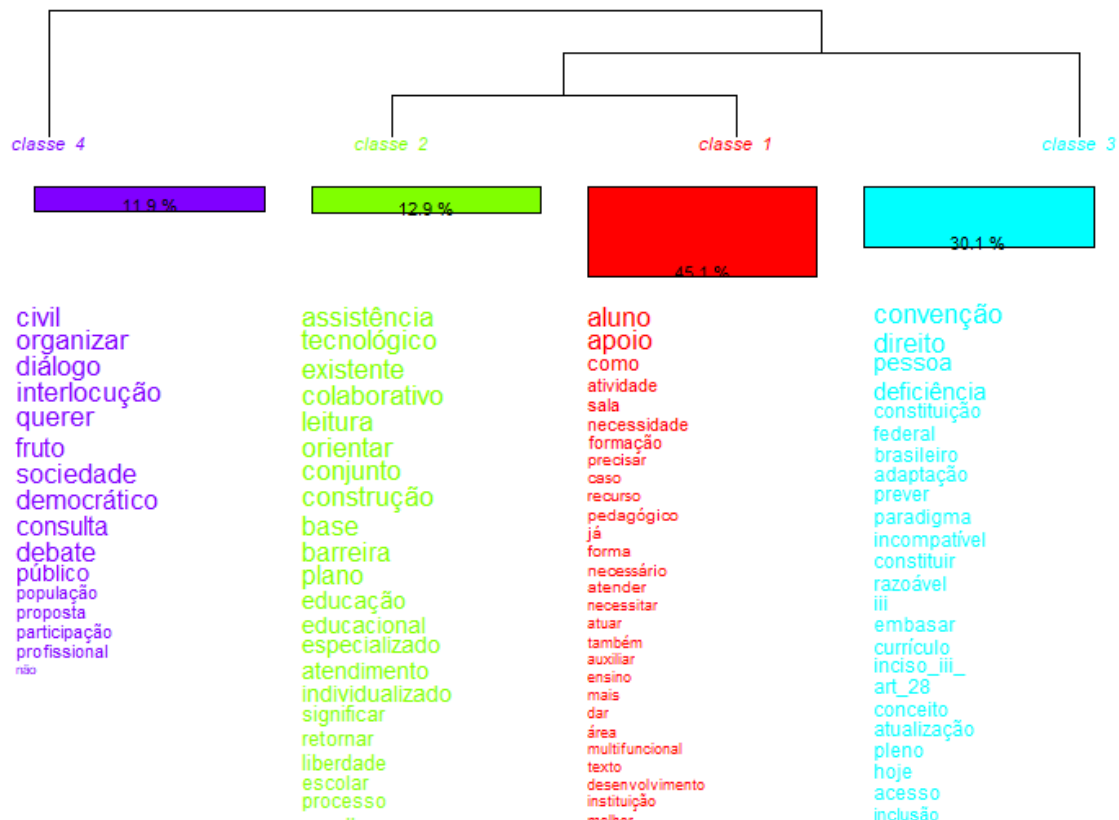 classe 4
classe 2
classe 1
classe 3
11.9 %
12.9 %
45.1 %
30.1 %
civil
organizar
diálogo
interlocução
querer
fruto
sociedade
democrático
consulta
debate
público
população
proposta
participação
profissional
não
assistência
tecnológico
existente
colaborativo
leitura
orientar
conjunto
construção
base
barreira
plano
educação
educacional
especializado
atendimento
individualizado
significar
retornar
liberdade
escolar
processo
aluno
apoio
como
atividade
sala
necessidade
formação
precisar
caso
recurso
pedagógico
já
forma
necessário
atender
necessitar
atuar
também
auxiliar
ensino
mais
dar
área
multifuncional
texto
desenvolvimento
instituição
convenção
direito
pessoa
deficiência
constituição
federal
brasileiro
adaptação
prever
paradigma
incompatível
constituir
razoável
iii
embasar
currículo
inciso_iii_
art_28
conceito
atualização
pleno
hoje
acesso
inclusão